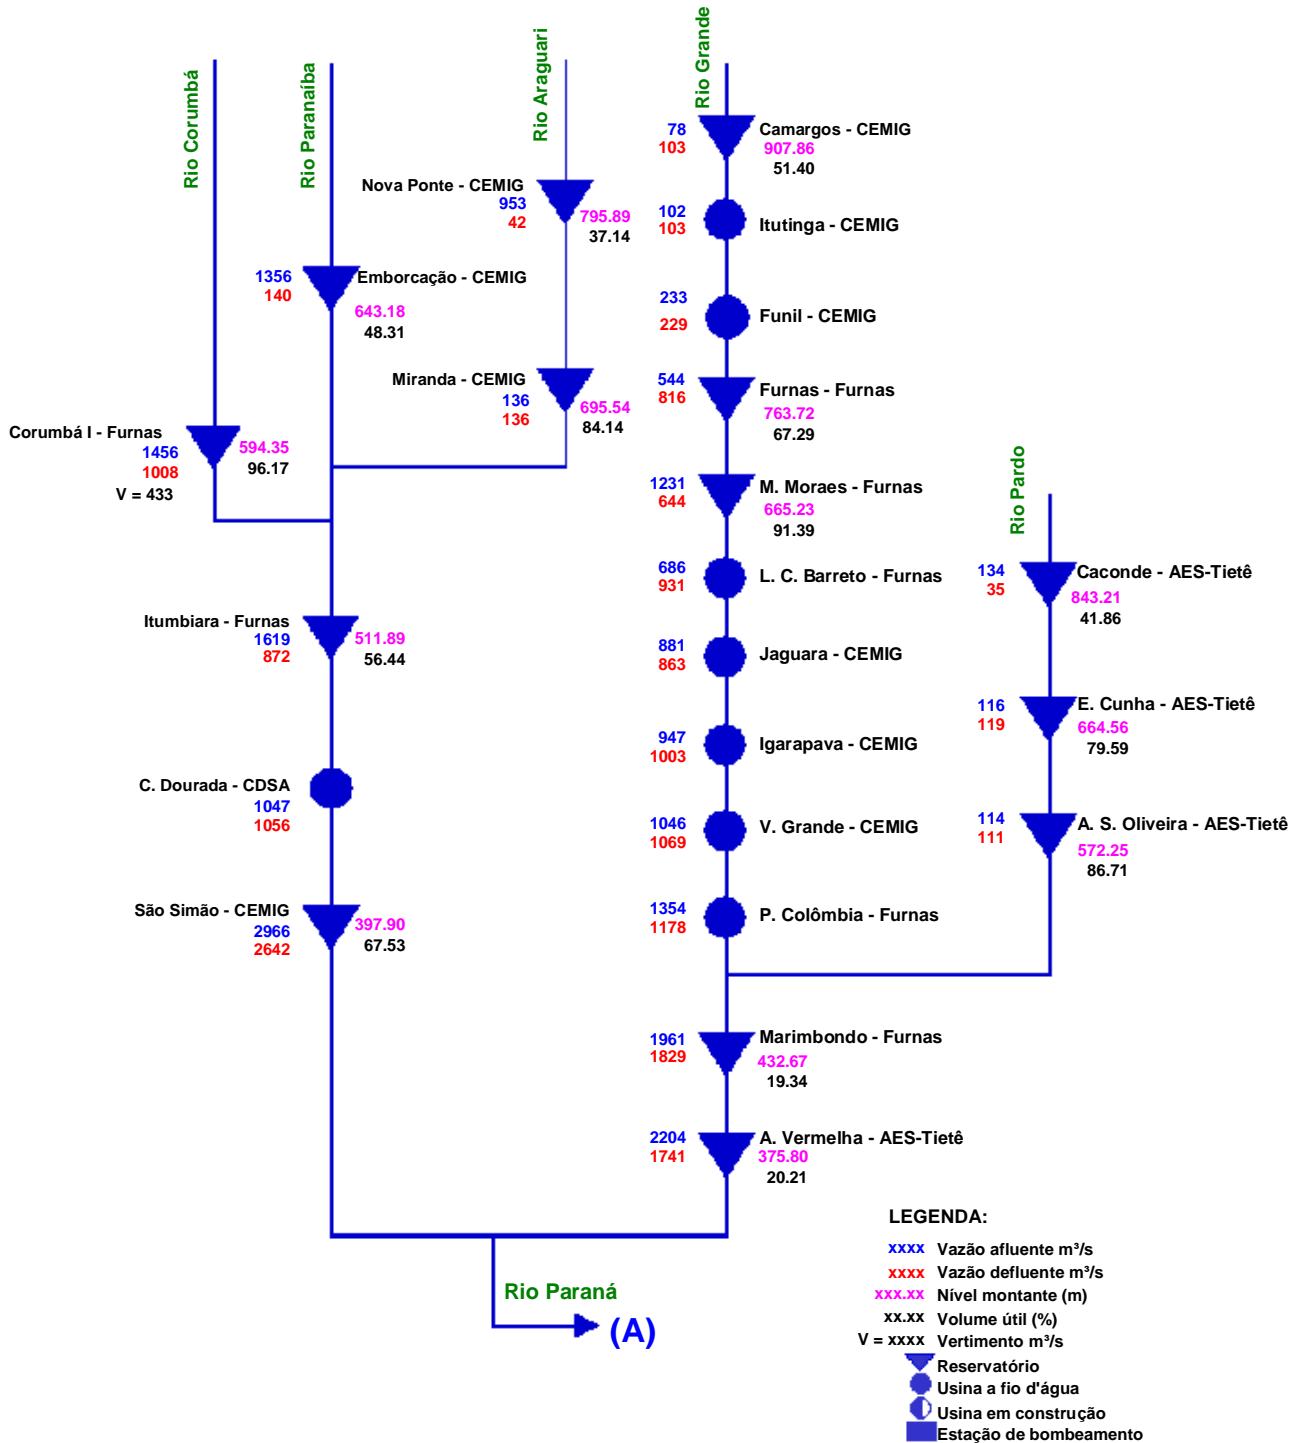 Rio Corumbá
Rio Paranaíba
Rio Araguari
Rio Grande
78
103
Camargos - CEMIG
907.86
51.40
Nova Ponte - CEMIG
953
42
795.89
37.14
102
103
Itutinga - CEMIG
1356
140
Emborcação - CEMIG
643.18
48.31
233
229
Funil - CEMIG
Miranda - CEMIG
136
136
695.54
84.14
544
816
Furnas - Furnas
763.72
67.29
Corumbá I - Furnas
1456
1008
V = 433
594.35
96.17
1231
644
M. Moraes - Furnas
665.23
91.39
Rio Pardo
686
931
L. C. Barreto - Furnas
134
35
Caconde - AES-Tietê
843.21
41.86
Itumbiara - Furnas
1619
872
511.89
56.44
881
863
Jaguara - CEMIG
116
119
E. Cunha - AES-Tietê
664.56
79.59
947
1003
Igarapava - CEMIG
C. Dourada - CDSA
1047
1056
1046
1069
V. Grande - CEMIG
114
111
A. S. Oliveira - AES-Tietê
572.25
86.71
São Simão - CEMIG
2966
2642
397.90
67.53
1354
1178
P. Colômbia - Furnas
1961
1829
Marimbondo - Furnas
432.67
19.34
2204
1741
A. Vermelha - AES-Tietê
375.80
20.21
Rio Paraná
(A)
LEGENDA:
xxxx Vazão afluente m³/s
xxxx Vazão defluente m³/s
xxx.xx Nível montante (m)
xx.xx Volume útil (%)
V = xxxx Vertimento m³/s
Reservatório
Usina a fio d'água
Usina em construção
Estação de bombeamento